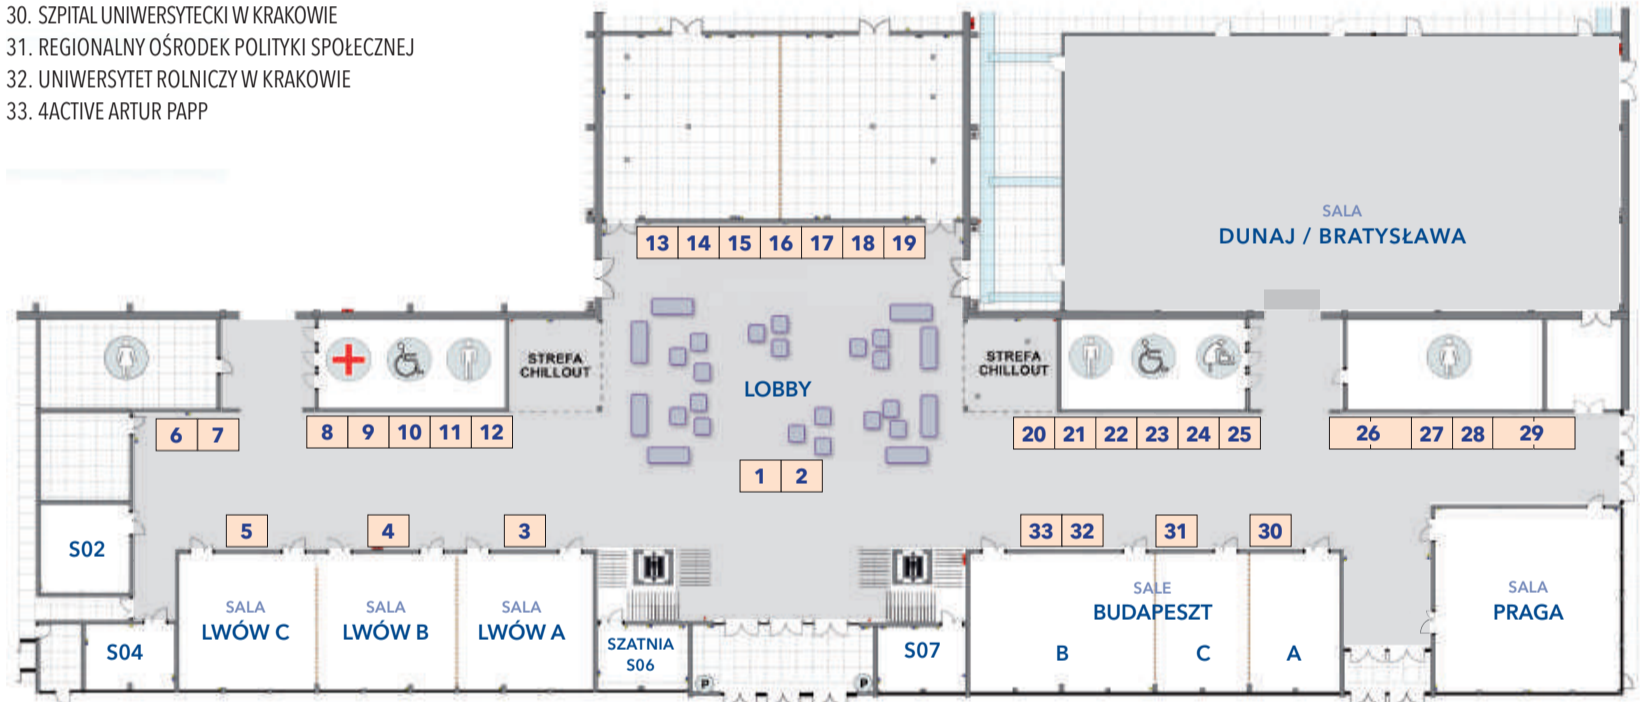 30. SZPITAL UNIWERSYTECKI W KRAKOWIE
31. REGIONALNY OŚRODEK POLITYKI SPOŁECZNEJ
32. UNIWERSYTET ROLNICZY W KRAKOWIE
33. 4ACTIVE ARTUR PAPP
SALA
DUNAJ / BRATYSŁAWA
13 14 15 16 17 18 19
STREFA
CHILLOUT
LOBBY
STREFA
CHILLOUT
6 7
8 9 10 11 12
20 21 22 23 24 25
26 27 28 29
1 2
5
4
3
33 32
31
30
S02
SALA
LWÓW C
SALA
LWÓW B
SALA
LWÓW A
SALE
BUDAPESZT
B
C
A
SALA
PRAGA
S04
SZATNIA
S06
S07
P
P